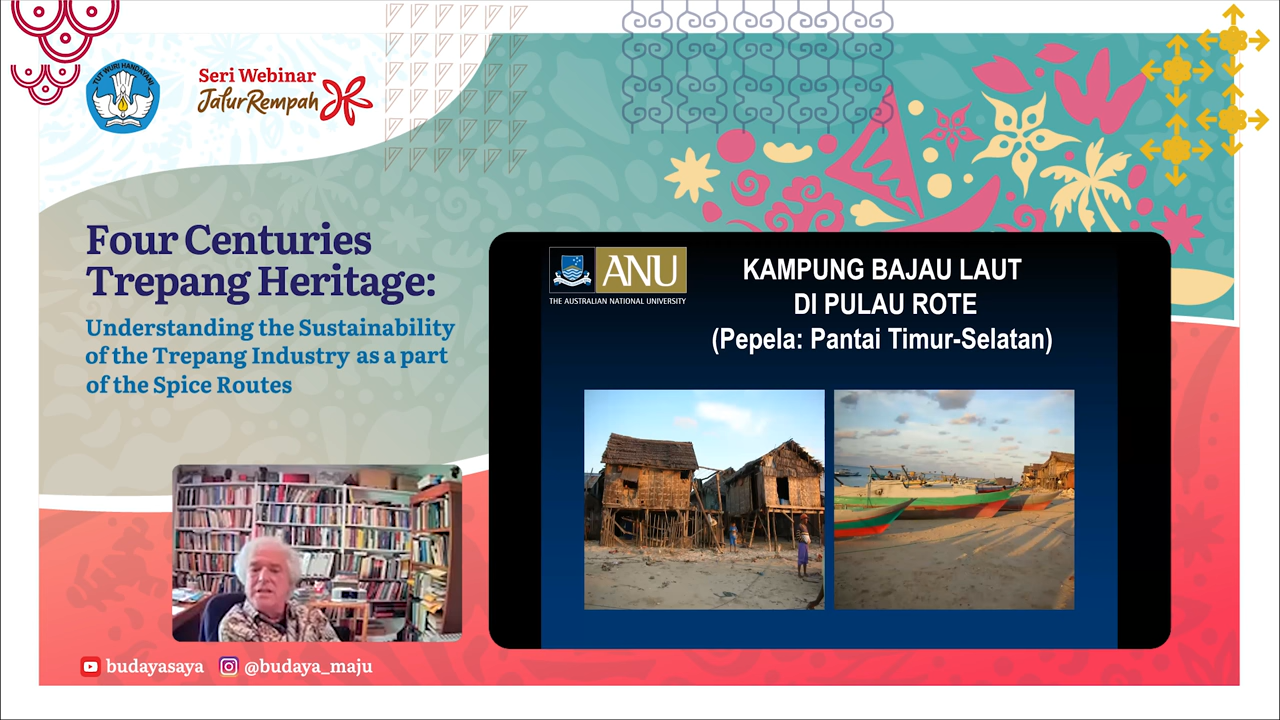 TUT WURI HANDAYANI
Seri Webinar
Jalur Rempah
Four Centuries
Trepang Heritage:
Understanding the Sustainability
of the Trepang Industry as a part
of the Spice Routes
budayasaya
@budaya_maju
ANU
THE AUSTRALIAN NATIONAL UNIVERSITY
KAMPUNG BAJAU LAUT
DI PULAU ROTE
(Pepela: Pantai Timur-Selatan)